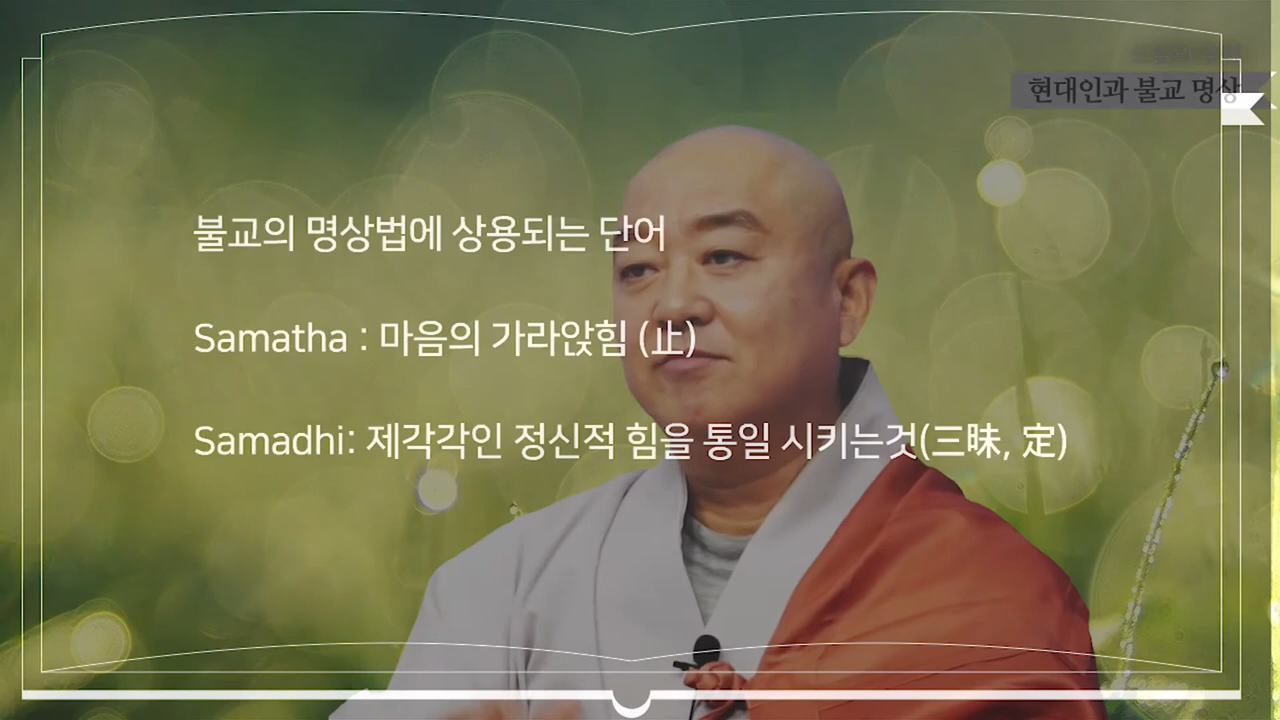 현대인과 불교 명상
불교의 명상법에 상용되는 단어
Samatha : 마음의 가라앉힘 (止)
Samadhi: 제각각인 정신적 힘을 통일 시키는것(三昧, 定)